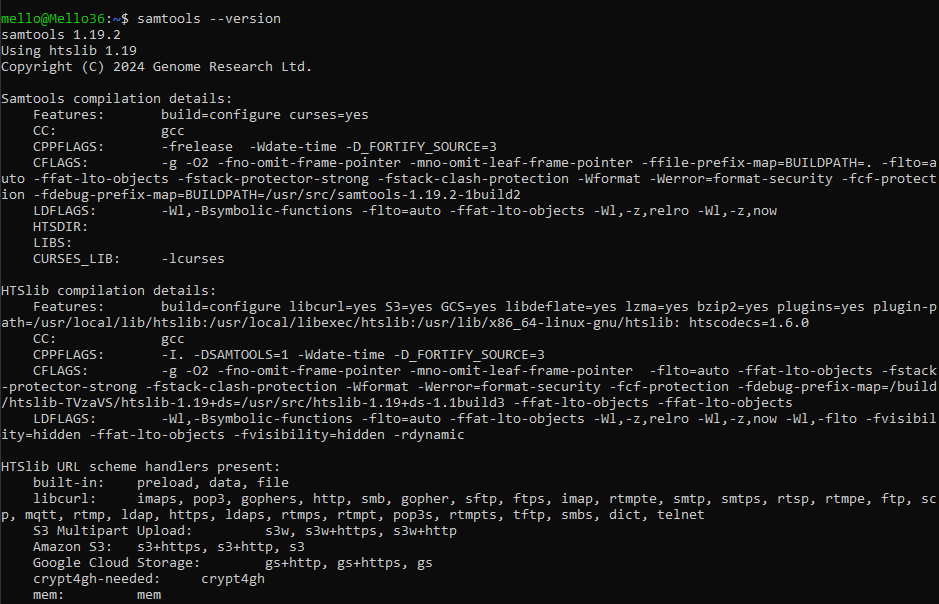 mello@Mello36:~$ samtools --version
samtools 1.19.2
Using htslib 1.19
Copyright (C) 2024 Genome Research Ltd.

Samtools compilation details:
    Features:       build=configure curses=yes
    CC:             gcc
    CPPFLAGS:       -frelease  -Wdate-time -D_FORTIFY_SOURCE=3
    CFLAGS:         -g -O2 -fno-omit-frame-pointer -mno-omit-leaf-frame-pointer -ffile-prefix-map=BUILDPATH=. -flto=a
uto -ffat-lto-objects -fstack-protector-strong -fstack-clash-protection -Wformat -Werror=format-security -fcf-protect
ion -fdebug-prefix-map=BUILDPATH=/usr/src/samtools-1.19.2-1build2
    LDFLAGS:        -Wl,-Bsymbolic-functions -flto=auto -ffat-lto-objects -Wl,-z,relro -Wl,-z,now
    HTSDIR:
    LIBS:
    CURSES_LIB:     -lcurses

HTSlib compilation details:
    Features:       build=configure libcurl=yes S3=yes GCS=yes libdeflate=yes lzma=yes bzip2=yes plugins=yes plugin-p
ath=/usr/local/lib/htslib:/usr/local/libexec/htslib:/usr/lib/x86_64-linux-gnu/htslib: htscodecs=1.6.0
    CC:             gcc
    CPPFLAGS:       -I. -DSAMTOOLS=1 -Wdate-time -D_FORTIFY_SOURCE=3
    CFLAGS:         -g -O2 -fno-omit-frame-pointer -mno-omit-leaf-frame-pointer  -flto=auto -ffat-lto-objects -fstack
-protector-strong -fstack-clash-protection -Wformat -Werror=format-security -fcf-protection -fdebug-prefix-map=/build
/htslib-TVzaVS/htslib-1.19+ds=/usr/src/htslib-1.19+ds-1.1build3 -ffat-lto-objects -ffat-lto-objects
    LDFLAGS:        -Wl,-Bsymbolic-functions -flto=auto -ffat-lto-objects -Wl,-z,relro -Wl,-z,now -Wl,-flto -fvisibil
ity=hidden -ffat-lto-objects -fvisibility=hidden -rdynamic

HTSlib URL scheme handlers present:
    built-in:    preload, data, file
    libcurl:     imaps, pop3, gophers, http, smb, gopher, sftp, ftps, imap, rtmpte, smtp, smtps, rtsp, rtmpe, ftp, sc
p, mqtt, rtmp, ldap, https, ldaps, rtmps, rtmpt, pop3s, rtmpts, tftp, smbs, dict, telnet
    S3 Multipart Upload:         s3w, s3w+https, s3w+http
    Amazon S3:   s3+https, s3+http, s3
    Google Cloud Storage:        gs+http, gs+https, gs
    crypt4gh-needed:     crypt4gh
    mem:         mem